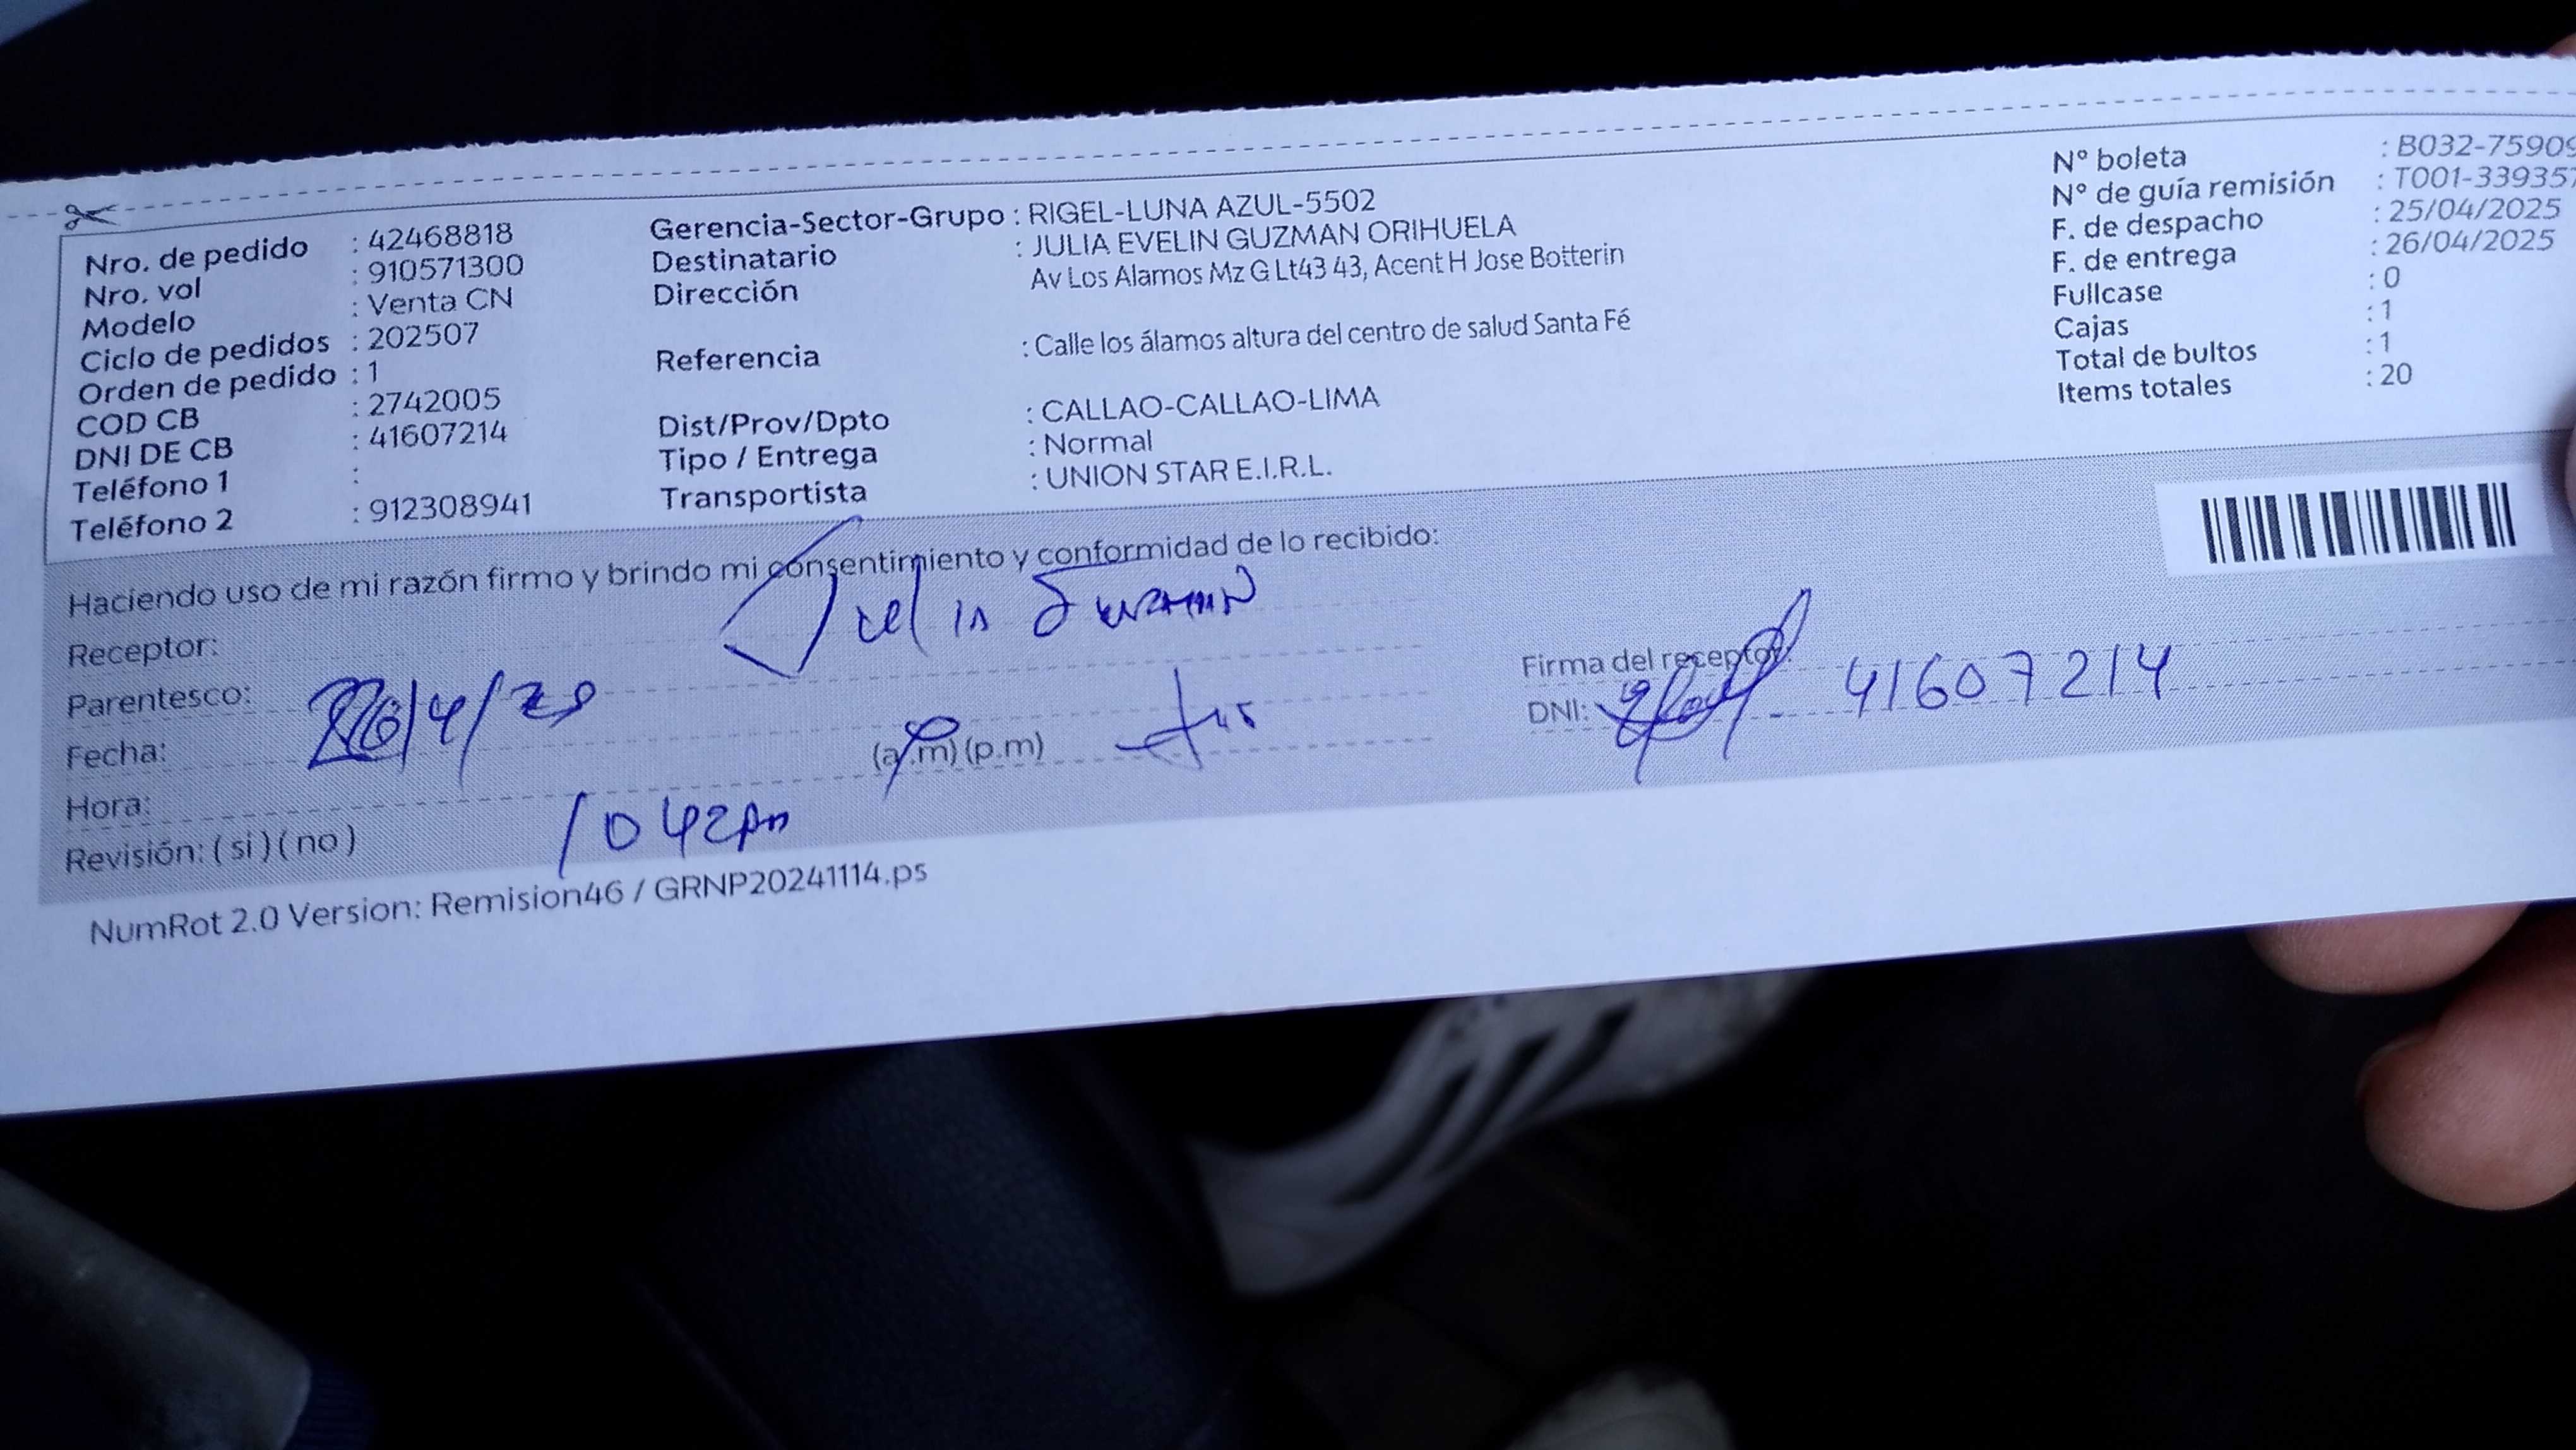 Nro. de pedido : 42468818
Nro. vol : 910571300
Modelo : Venta CN
Ciclo de pedidos : 202507
Orden de pedido : 1
COD CB : 2742005
DNI DE CB : 41607214
Teléfono 1 :
Teléfono 2 : 912308941
Gerencia-Sector-Grupo : RIGEL-LUNA AZUL-5502
Destinatario : JULIA EVELIN GUZMAN ORIHUELA
Dirección Av Los Alamos Mz G Lt43 43, Acent H Jose Botterin
Referencia : Calle los álamos altura del centro de salud Santa Fé
Dist/Prov/Dpto : CALLAO-CALLAO-LIMA
Tipo / Entrega : Normal
Transportista : UNION STAR E.I.R.L.
N° boleta : B032-75909
N° de guía remisión : T001-339357
F. de despacho : 25/04/2025
F. de entrega : 26/04/2025
Fullcase : 0
Cajas : 1
Total de bultos : 1
Items totales : 20
Haciendo uso de mi razón firmo y brindo mi consentimiento y conformidad de lo recibido:
Receptor: Julia Guzman
Parentesco:
Fecha: 26/4/25
Hora: (a.m) (p.m)
Revisión: ( si ) ( no ) 1042
Firma del receptor:
DNI: 41607214
NumRot 2.0 Version: Remision46 / GRNP20241114.ps